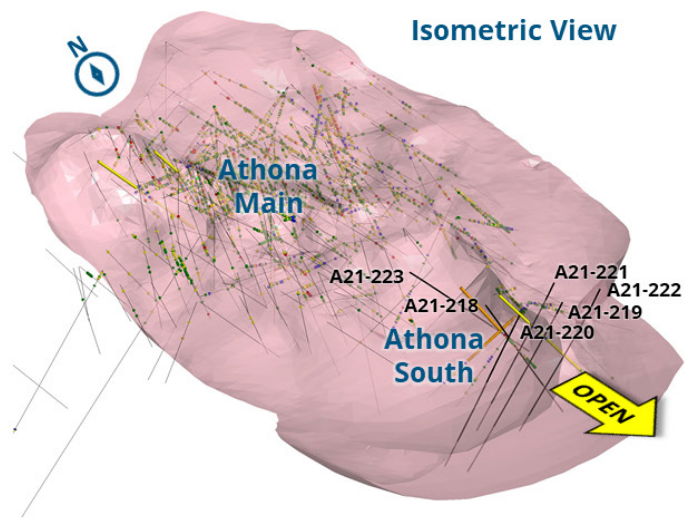 Isometric View
N
Athona
Main
A21-223
A21-221
A21-222
A21-218
A21-219
A21-220
Athona
South
OPEN